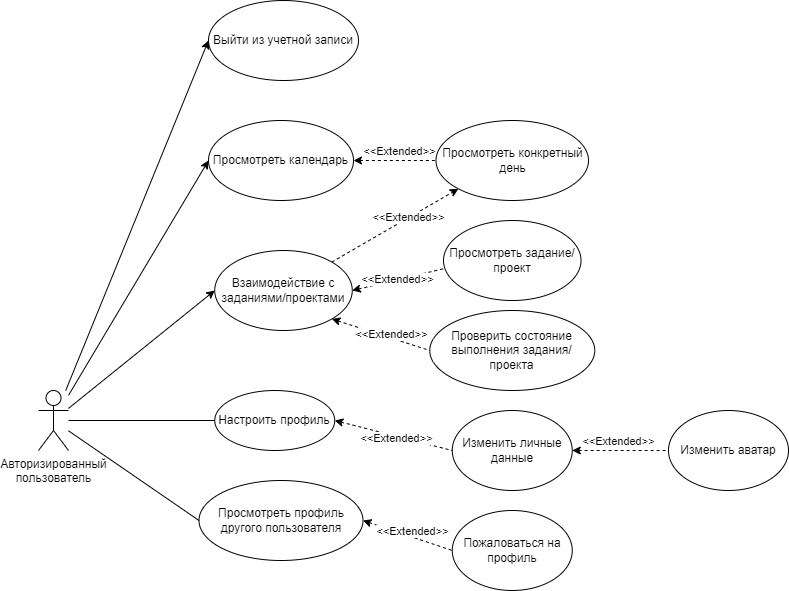 Выйти из учетной записи
Просмотреть календарь
<<Extended>>
Просмотреть конкретный
день
<<Extended>>
Взаимодействие с
заданиями/проектами
<<Extended>>
Просмотреть задание/
проект
<<Extended>>
Проверить состояние
выполнения задания/
проекта
Авторизированный
пользователь
Настроить профиль
<<Extended>>
Изменить личные
данные
<<Extended>>
Изменить аватар
Просмотреть профиль
другого пользователя
<<Extended>>
Пожаловаться на
профиль